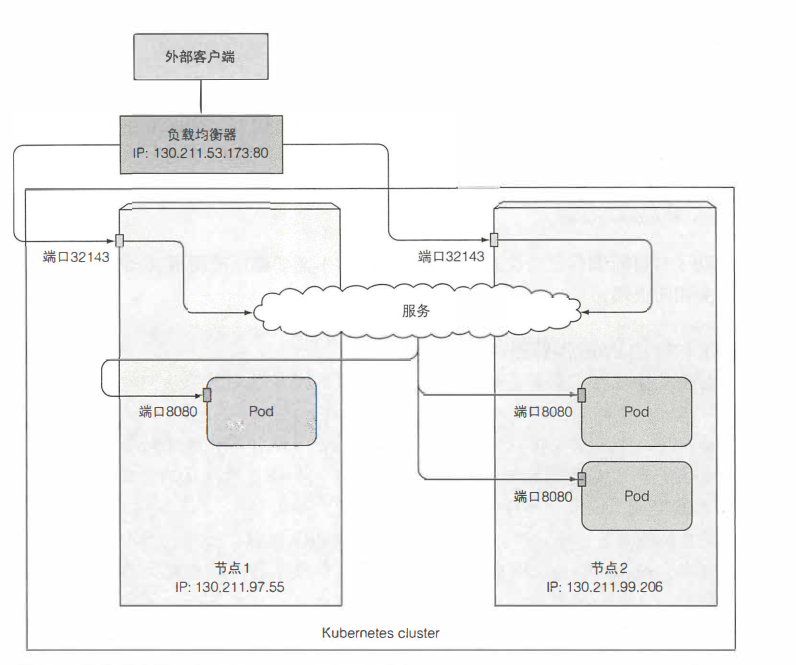 外部客户端
负载均衡器
IP: 130.211.53.173:80
端口32143
端口32143
服务
端口8080
Pod
端口8080
Pod
端口8080
Pod
节点1
IP: 130.211.97.55
节点2
IP: 130.211.99.206
Kubernetes cluster